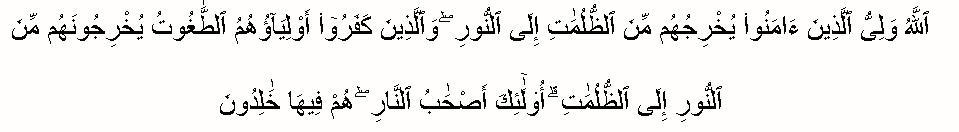 ٱللَّهُ وَلِىُّ ٱلَّذِينَ ءَامَنُوا۟ يُخْرِجُهُم مِّنَ ٱلظُّلُمَٰتِ إِلَى ٱلنُّورِ ۖ وَٱلَّذِينَ كَفَرُوٓا۟ أَوْلِيَآؤُهُمُ ٱلطَّٰغُوتُ يُخْرِجُونَهُم مِّنَ
ٱلنُّورِ إِلَى ٱلظُّلُمَٰتِ ۗ أُو۟لَٰٓئِكَ أَصْحَٰبُ ٱلنَّارِ ۖ هُمْ فِيهَا خَٰلِدُونَ